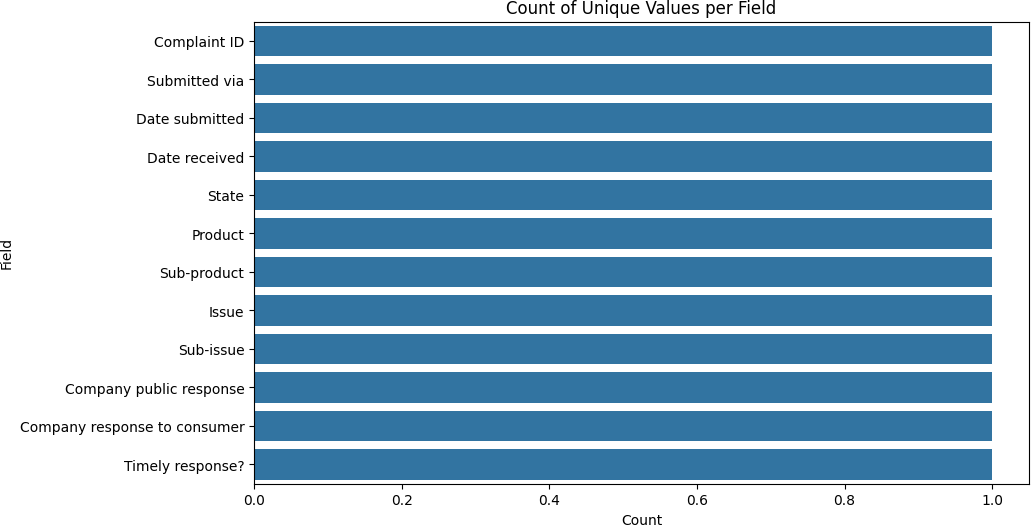 Count of Unique Values per Field
Field
Complaint ID
Submitted via
Date submitted
Date received
State
Product
Sub-product
Issue
Sub-issue
Company public response
Company response to consumer
Timely response?
0.0 0.2 0.4 0.6 0.8 1.0
Count